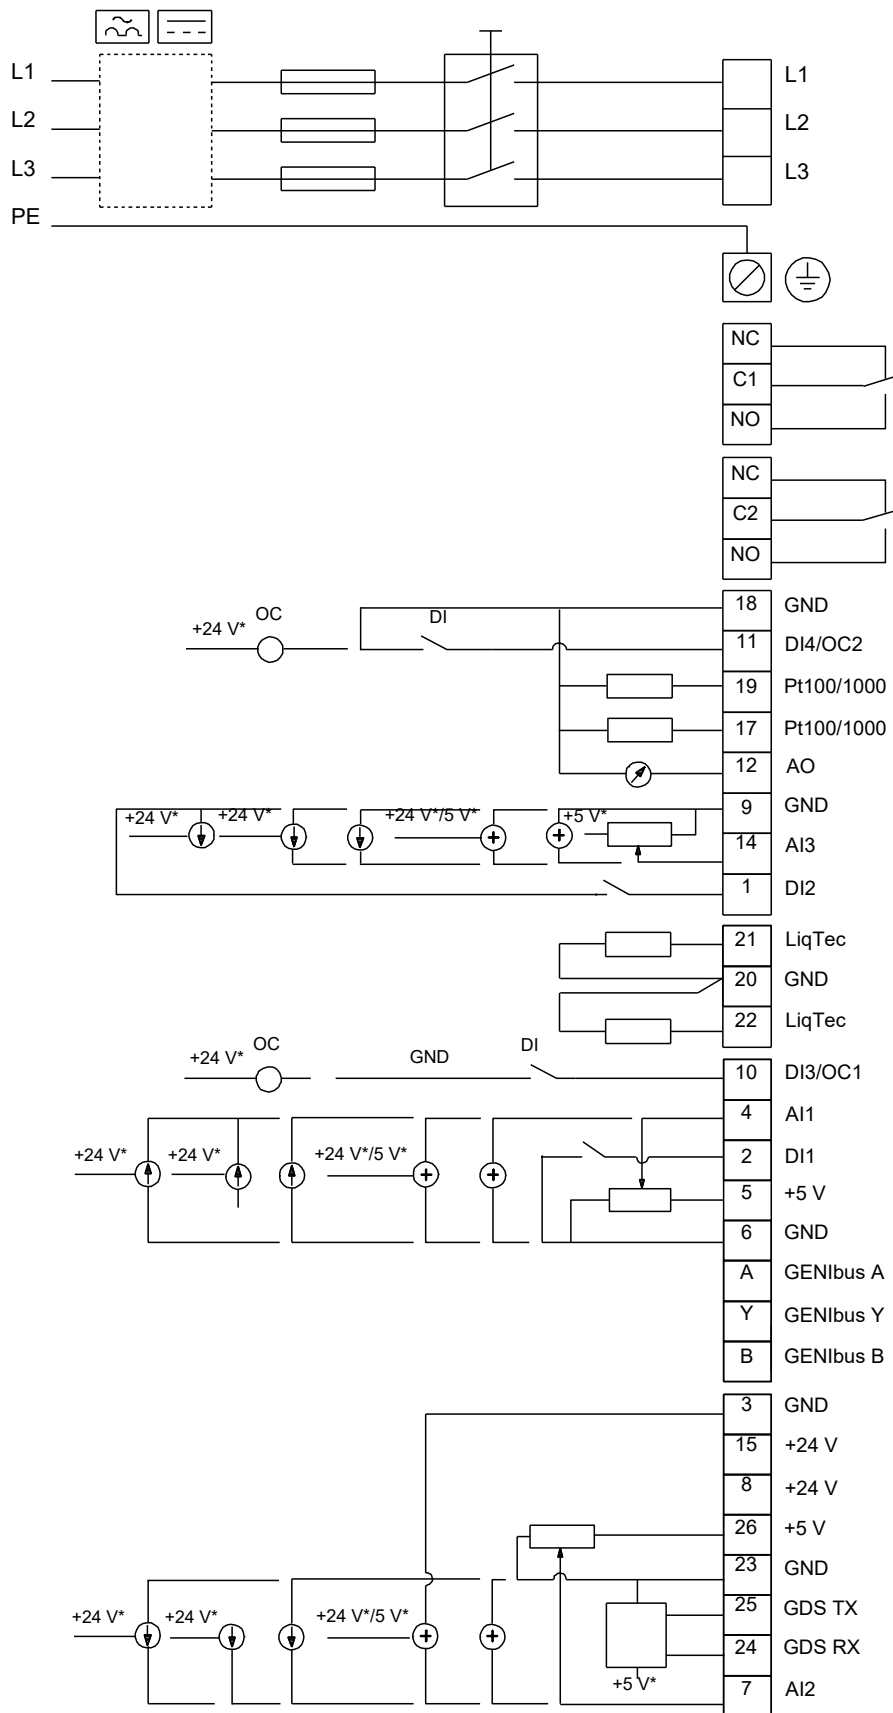 L1 L1
L2 L2
L3 L3
PE
NC
C1
NO
NC
C2
NO
18 GND
+24 V* OC DI 11 DI4/OC2
19 Pt100/1000
17 Pt100/1000
12 AO
9 GND
+24 V* +24 V* +24 V*/5 V* +5 V*
14 AI3
1 DI2
21 LiqTec
20 GND
22 LiqTec
+24 V* OC GND DI 10 DI3/OC1
4 AI1
+24 V* +24 V* +24 V*/5 V* 2 DI1
5 +5 V
6 GND
A GENIbus A
Y GENIbus Y
B GENIbus B
3 GND
15 +24 V
8 +24 V
26 +5 V
23 GND
25 GDS TX
+24 V* +24 V* +24 V*/5 V* 24 GDS RX
+5 V* 7 AI2